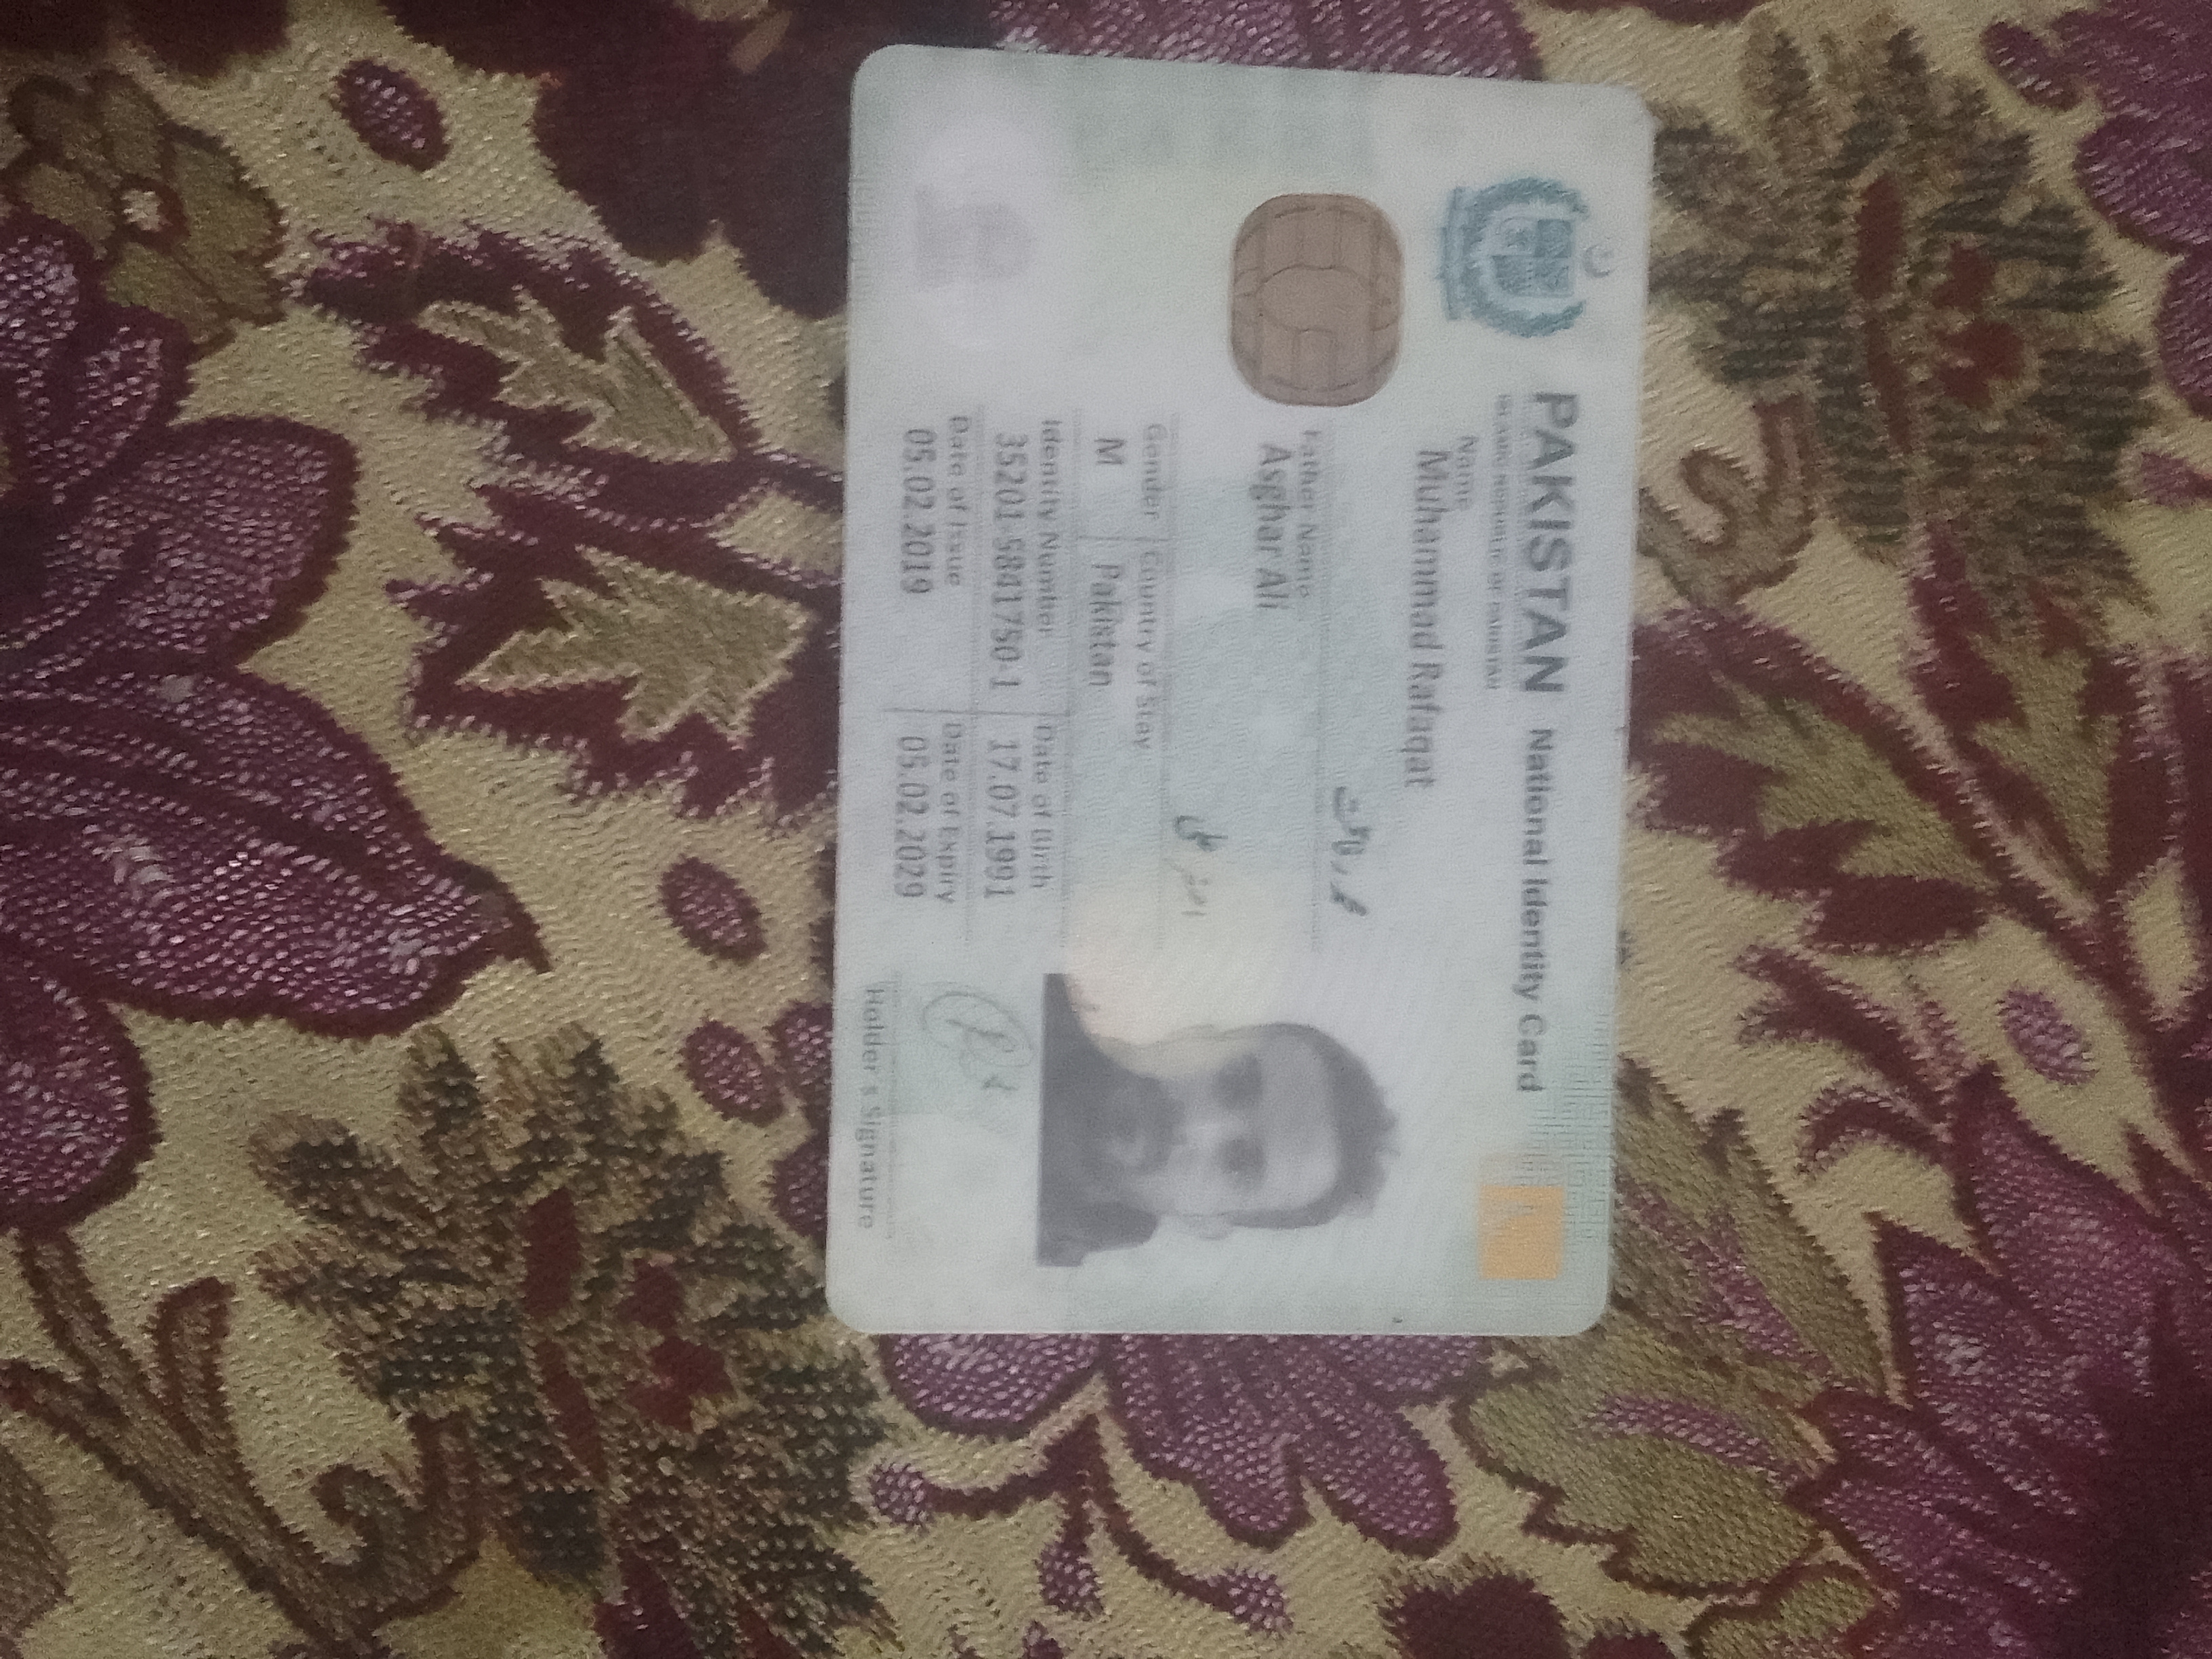 PAKISTAN National Identity Card
ISLAMIC REPUBLIC OF PAKISTAN
Name
Muhammad Rafaqat
محمد رفاقت
Father Name
Asghar Ali
اصغر علی
Gender Country of Stay
M Pakistan
Identity Number Date of Birth
35201-5841750-1 17.07.1991
Date of Issue Date of Expiry
05.02.2019 05.02.2029
Holder's Signature